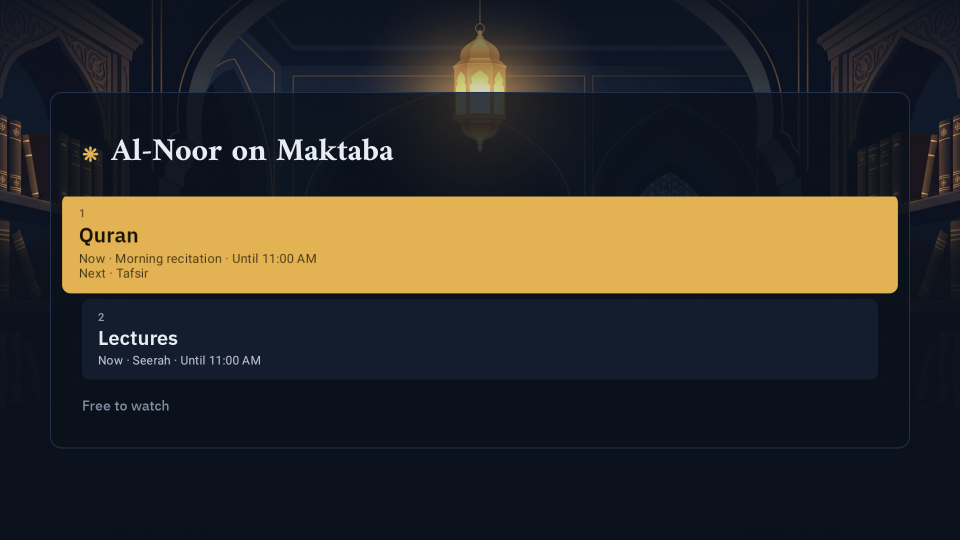 Al-Noor on Maktaba
1
Quran
Now · Morning recitation · Until 11:00 AM
Next · Tafsir
2
Lectures
Now · Seerah · Until 11:00 AM
Free to watch